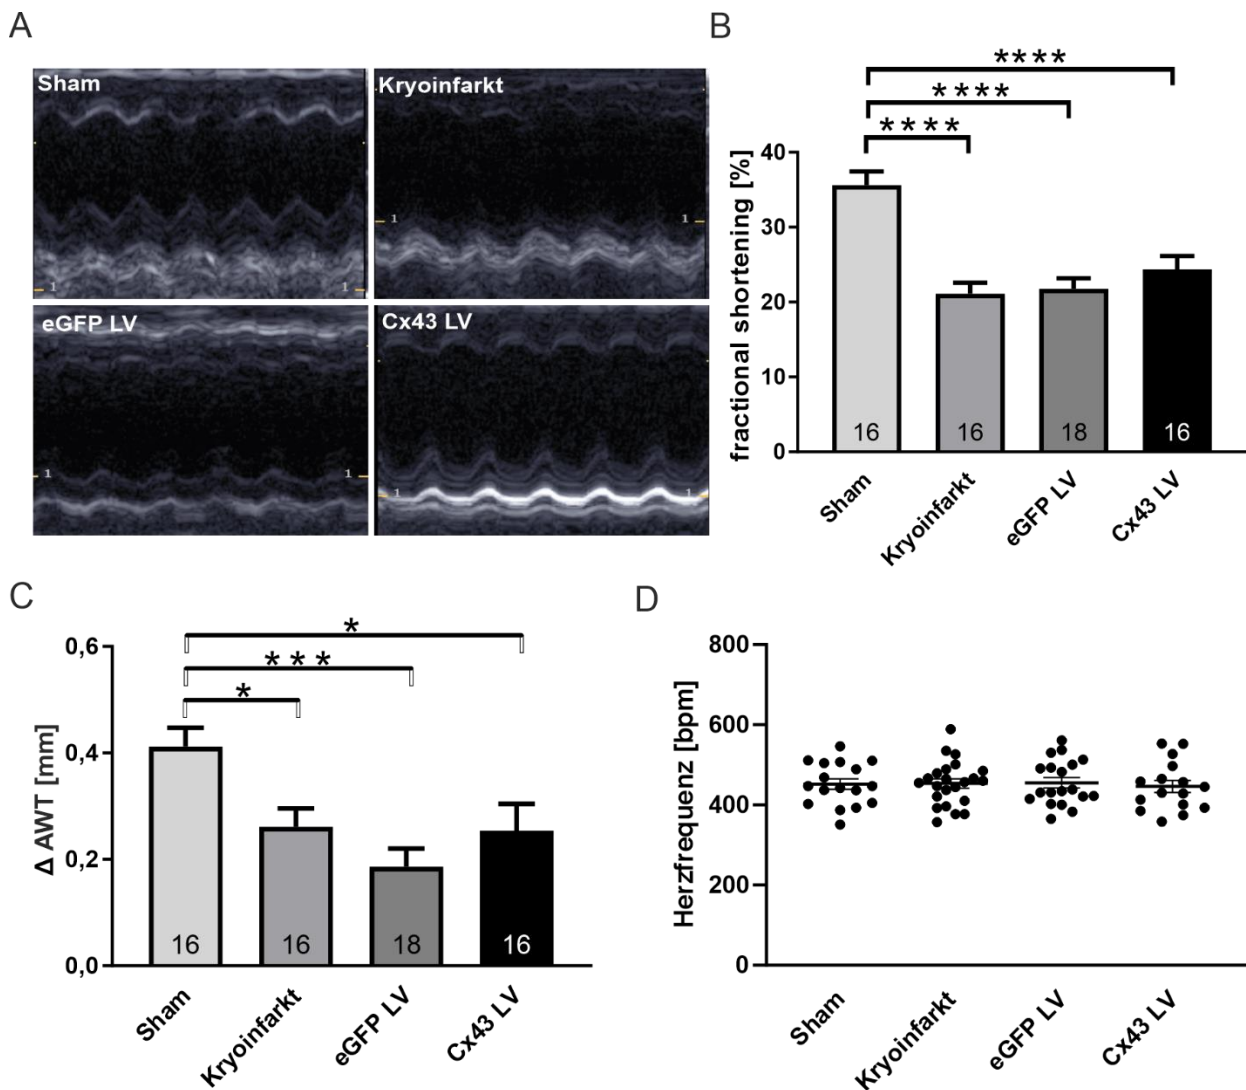 A
Sham
1
1
Kryoinfarkt
1
1
eGFP LV
1
1
Cx43 LV
1
1
B
****
****
****
fractional shortening [%]
40
30
20
10
0
16
16
18
16
Sham
Kryoinfarkt
eGFP LV
Cx43 LV
C
*
***
*
Δ AWT [mm]
0,6
0,4
0,2
0,0
16
16
18
16
Sham
Kryoinfarkt
eGFP LV
Cx43 LV
D
Herzfrequenz [bpm]
800
600
400
200
0
Sham
Kryoinfarkt
eGFP LV
Cx43 LV